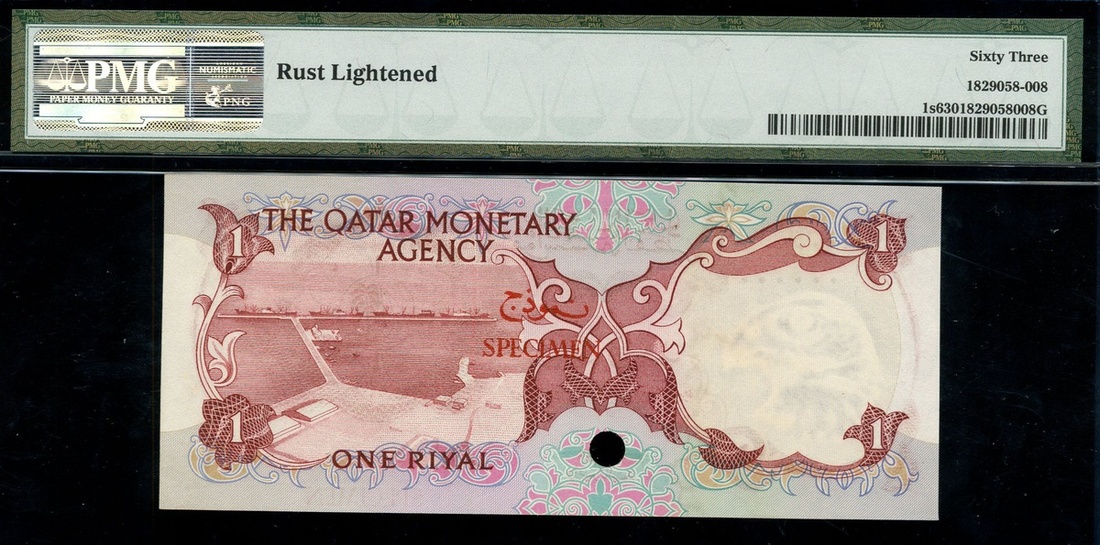 PMG
PAPER MONEY GUARANTY
NUMISMATIC
PNG
Rust Lightened
Sixty Three
1829058-008
1s6301829058008G
THE QATAR MONETARY
AGENCY
1
1
نموذج
SPECIMEN
1
1
ONE RIYAL